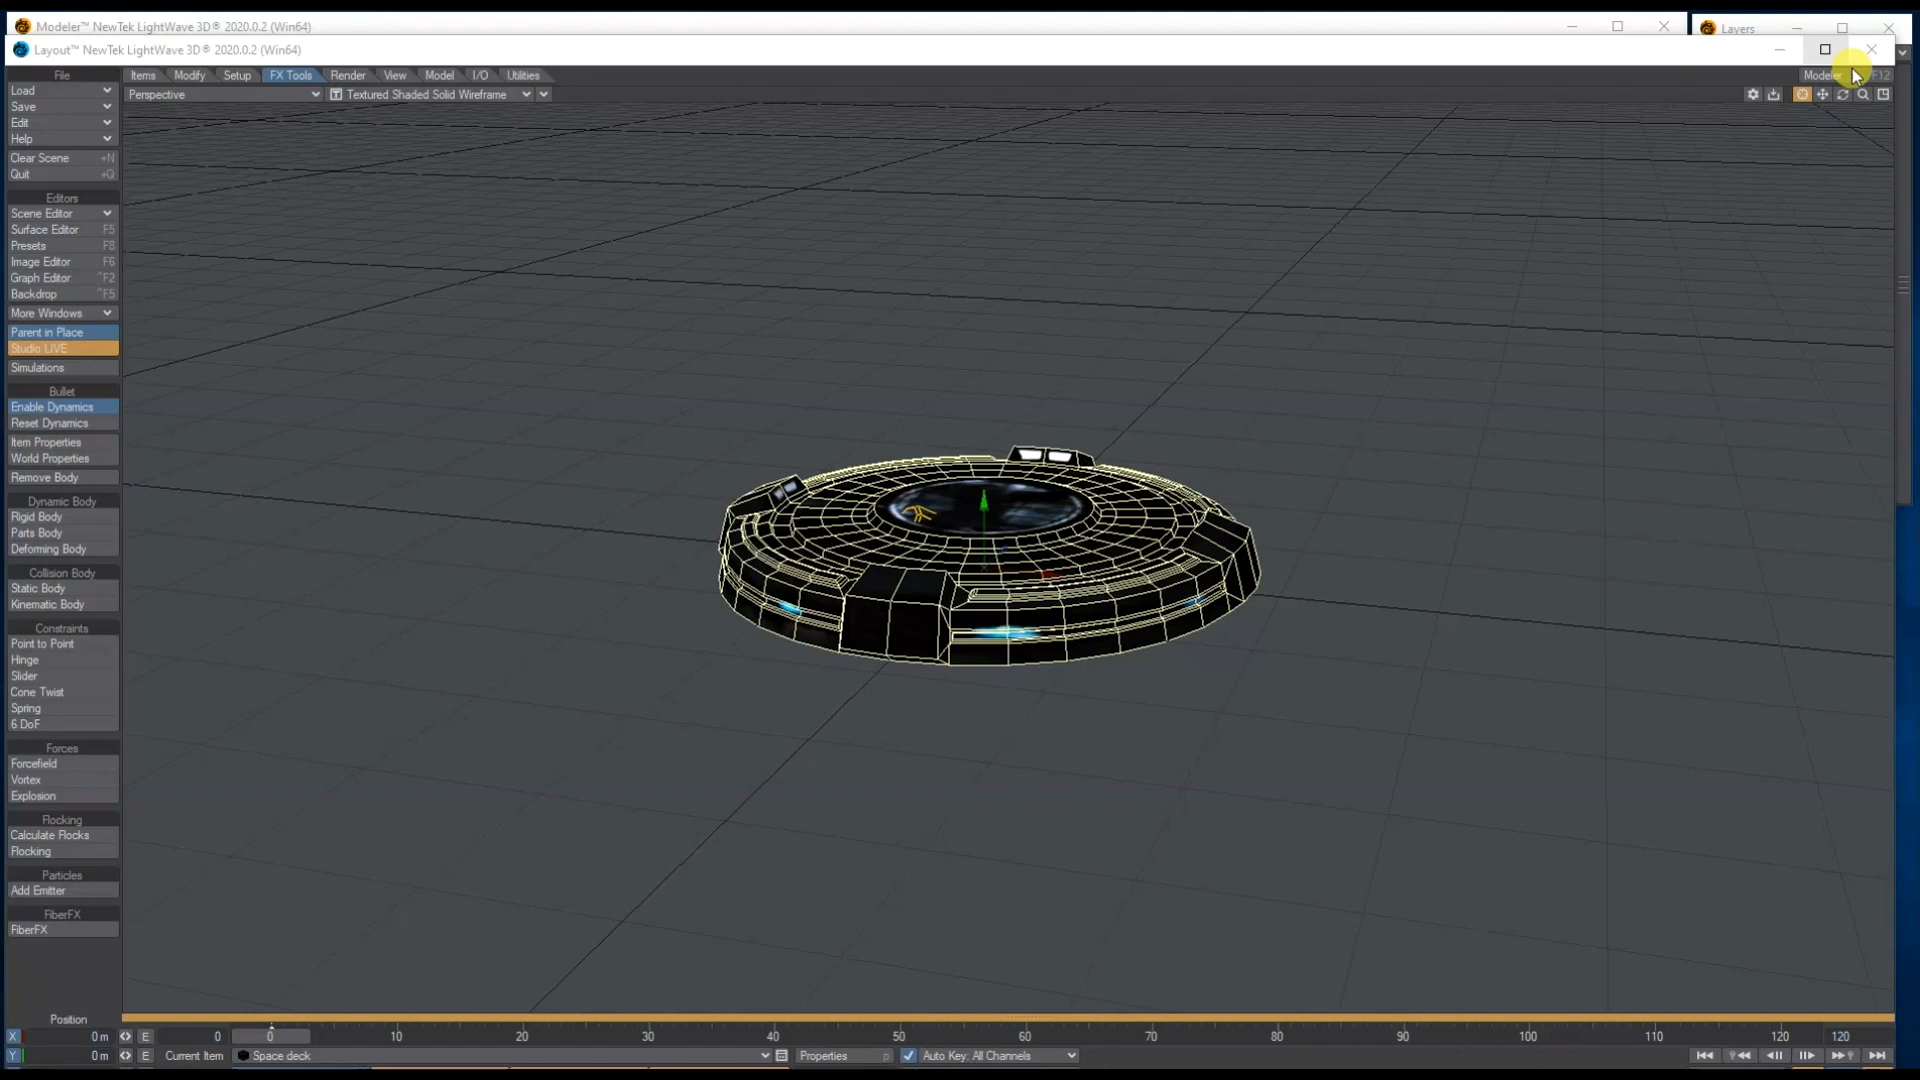 Modeler™ NewTek LightWave 3D® 2020.0.2 (Win64)
Layers
Layout™ NewTek LightWave 3D® 2020.0.2 (Win64)
File
Items Modify Setup FX Tools Render View Model I/O Utilities
Modeler F12
Load
Perspective
Textured Shaded Solid Wireframe
Save
Edit
Help
Clear Scene +N
Quit +Q
Editors
Scene Editor
Surface Editor F5
Presets F8
Image Editor F6
Graph Editor ^F2
Backdrop ^F5
More Windows
Parent in Place
Studio LIVE
Simulations
Bullet
Enable Dynamics
Reset Dynamics
Item Properties
World Properties
Remove Body
Dynamic Body
Rigid Body
Parts Body
Deforming Body
Collision Body
Static Body
Kinematic Body
Constraints
Point to Point
Hinge
Slider
Cone Twist
Spring
6 DoF
Forces
Forcefield
Vortex
Explosion
Flocking
Calculate Flocks
Flocking
Particles
Add Emitter
FiberFX
FiberFX
Position
X 0 m E 0 0 10 20 30 40 50 60 70 80 90 100 110 120 120
Y 0 m E Current Item Space deck Properties p Auto Key: All Channels